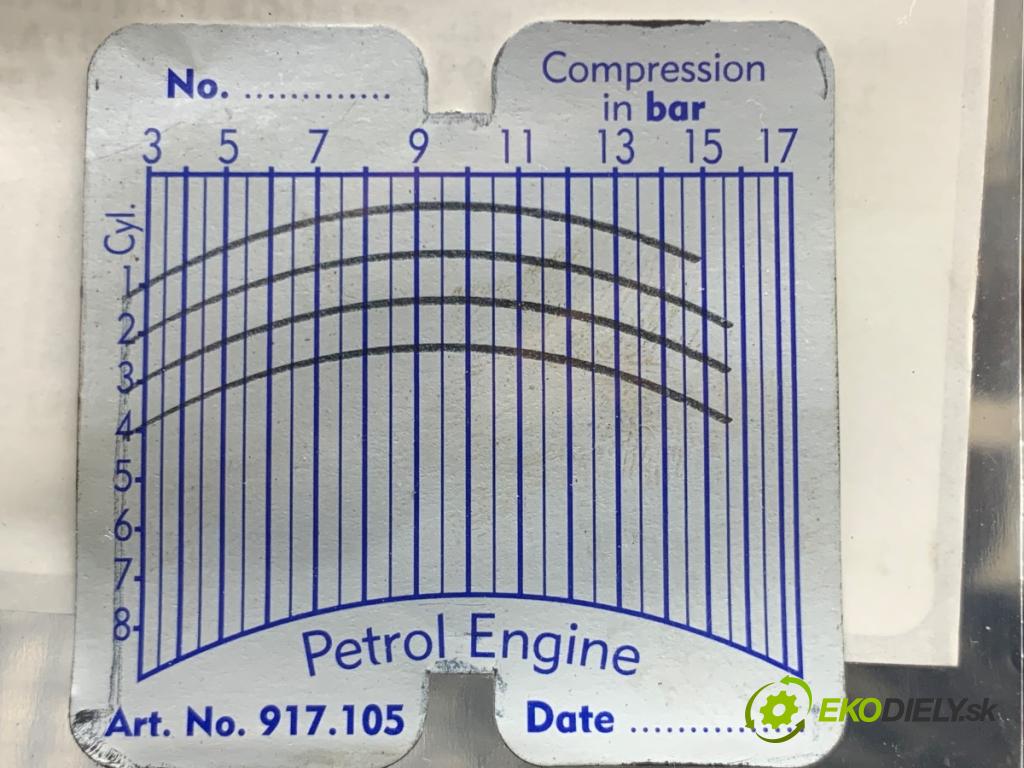 No. .............
Compression
in bar
3 5 7 9 11 13 15 17
Cyl.
1
2
3
4
5
6
7
8
Petrol Engine
Art. No. 917.105
Date ...............
EKODIELY.sk